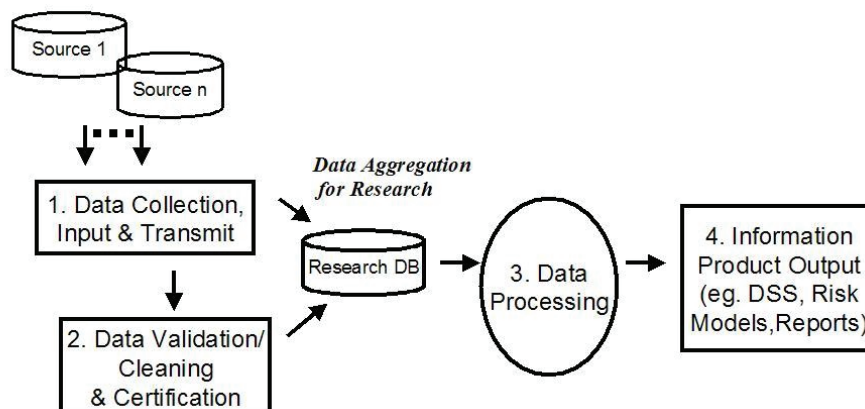 Source 1
Source n
Data Aggregation
for Research
1. Data Collection,
Input & Transmit
Research DB
2. Data Validation/
Cleaning
& Certification
3. Data
Processing
4. Information
Product Output
(eg. DSS, Risk
Models,Reports)